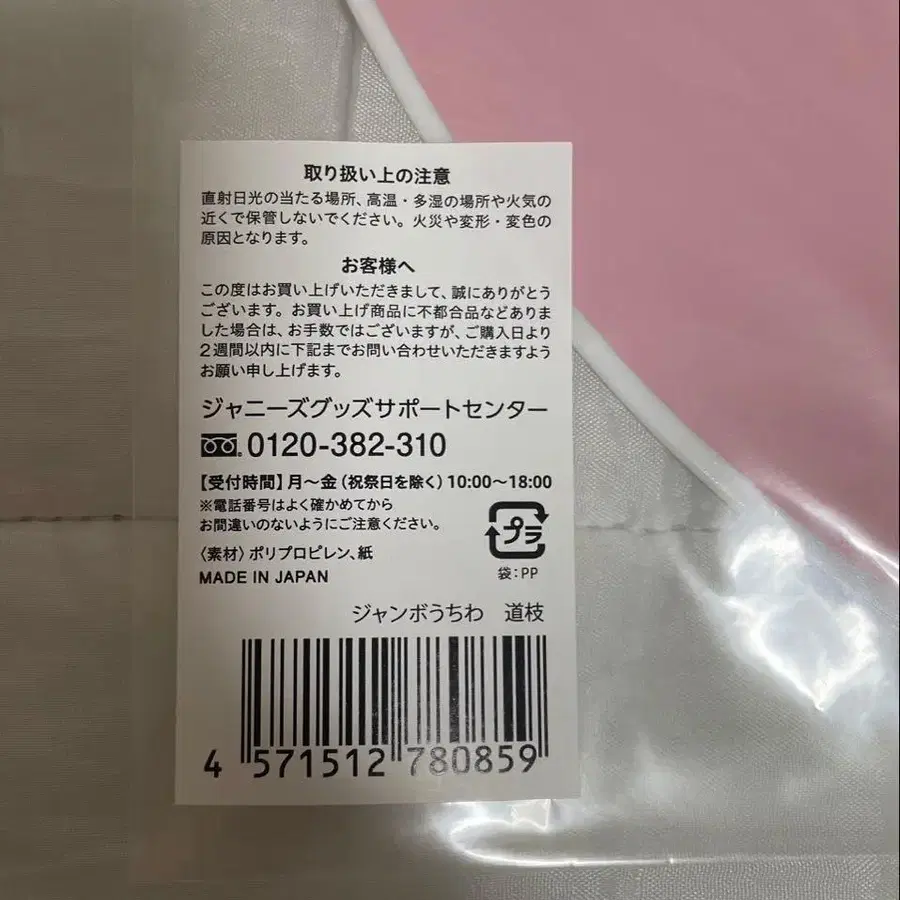 取り扱い上の注意
直射日光の当たる場所、高温・多湿の場所や火気の
近くで保管しないでください。火災や変形・変色の
原因となります。
お客様へ
この度はお買い上げいただきまして、誠にありがとう
ございます。お買い上げ商品に不都合品などありま
した場合は、お手数ではございますが、ご購入日より
2週間以内に下記までお問い合わせいただきますよう
お願い申し上げます。
ジャニーズグッズサポートセンター
0120-382-310
【受付時間】月〜金（祝祭日を除く）10:00〜18:00
※電話番号はよく確かめてから
お間違いのないようにご注意ください。
プラ
〈素材〉ポリプロピレン、紙
袋：PP
MADE IN JAPAN
ジャンボうちわ　道枝
4 571512 780859